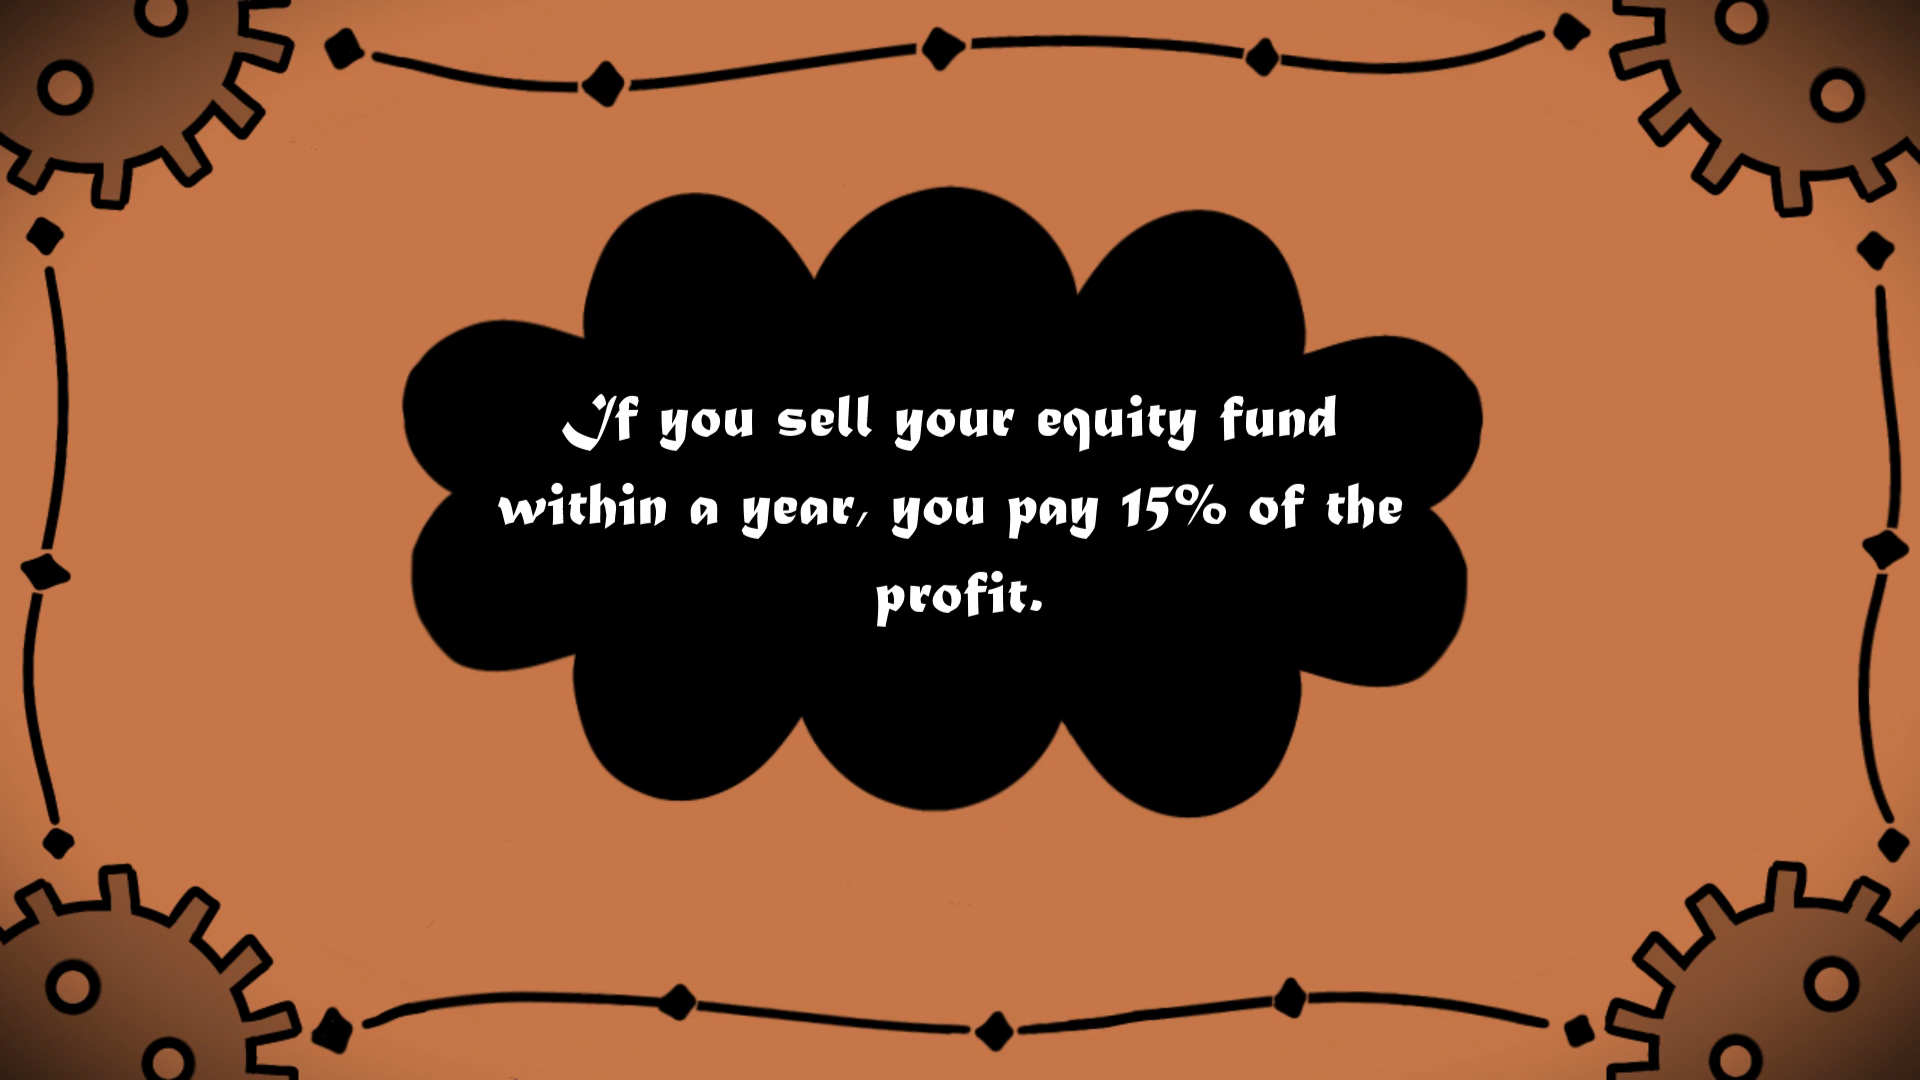 If you sell your equity fund
within a year, you pay 15% of the
profit.